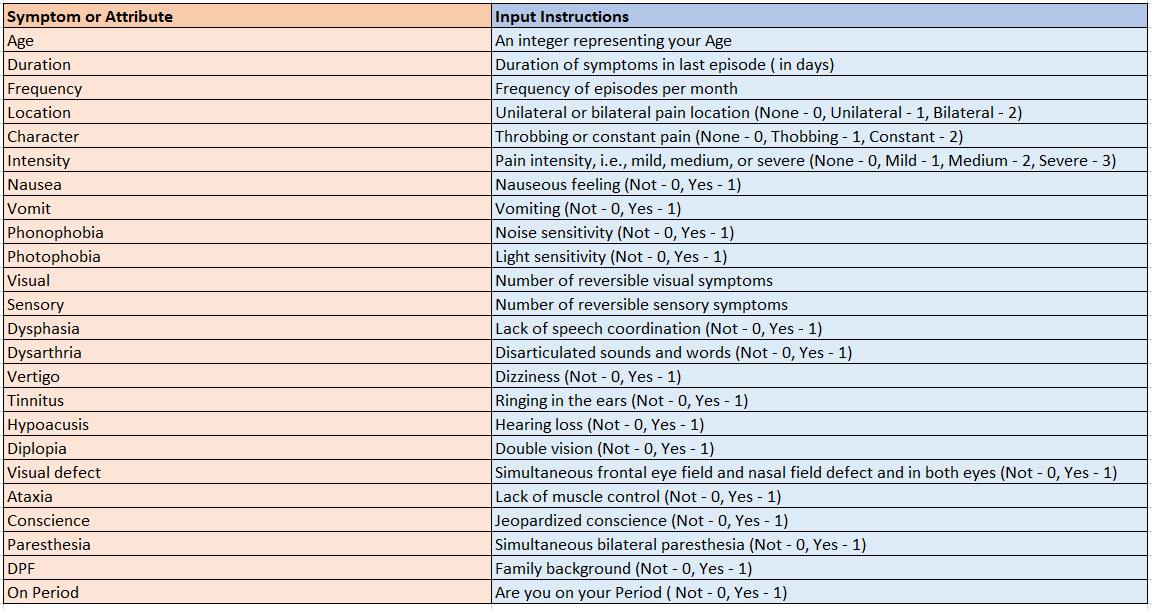 Symptom or Attribute Input Instructions
Age An integer representing your Age
Duration Duration of symptoms in last episode ( in days)
Frequency Frequency of episodes per month
Location Unilateral or bilateral pain location (None - 0, Unilateral - 1, Bilateral - 2)
Character Throbbing or constant pain (None - 0, Thobbing - 1, Constant - 2)
Intensity Pain intensity, i.e., mild, medium, or severe (None - 0, Mild - 1, Medium - 2, Severe - 3)
Nausea Nauseous feeling (Not - 0, Yes - 1)
Vomit Vomiting (Not - 0, Yes - 1)
Phonophobia Noise sensitivity (Not - 0, Yes - 1)
Photophobia Light sensitivity (Not - 0, Yes - 1)
Visual Number of reversible visual symptoms
Sensory Number of reversible sensory symptoms
Dysphasia Lack of speech coordination (Not - 0, Yes - 1)
Dysarthria Disarticulated sounds and words (Not - 0, Yes - 1)
Vertigo Dizziness (Not - 0, Yes - 1)
Tinnitus Ringing in the ears (Not - 0, Yes - 1)
Hypoacusis Hearing loss (Not - 0, Yes - 1)
Diplopia Double vision (Not - 0, Yes - 1)
Visual defect Simultaneous frontal eye field and nasal field defect and in both eyes (Not - 0, Yes - 1)
Ataxia Lack of muscle control (Not - 0, Yes - 1)
Conscience Jeopardized conscience (Not - 0, Yes - 1)
Paresthesia Simultaneous bilateral paresthesia (Not - 0, Yes - 1)
DPF Family background (Not - 0, Yes - 1)
On Period Are you on your Period ( Not - 0, Yes - 1)